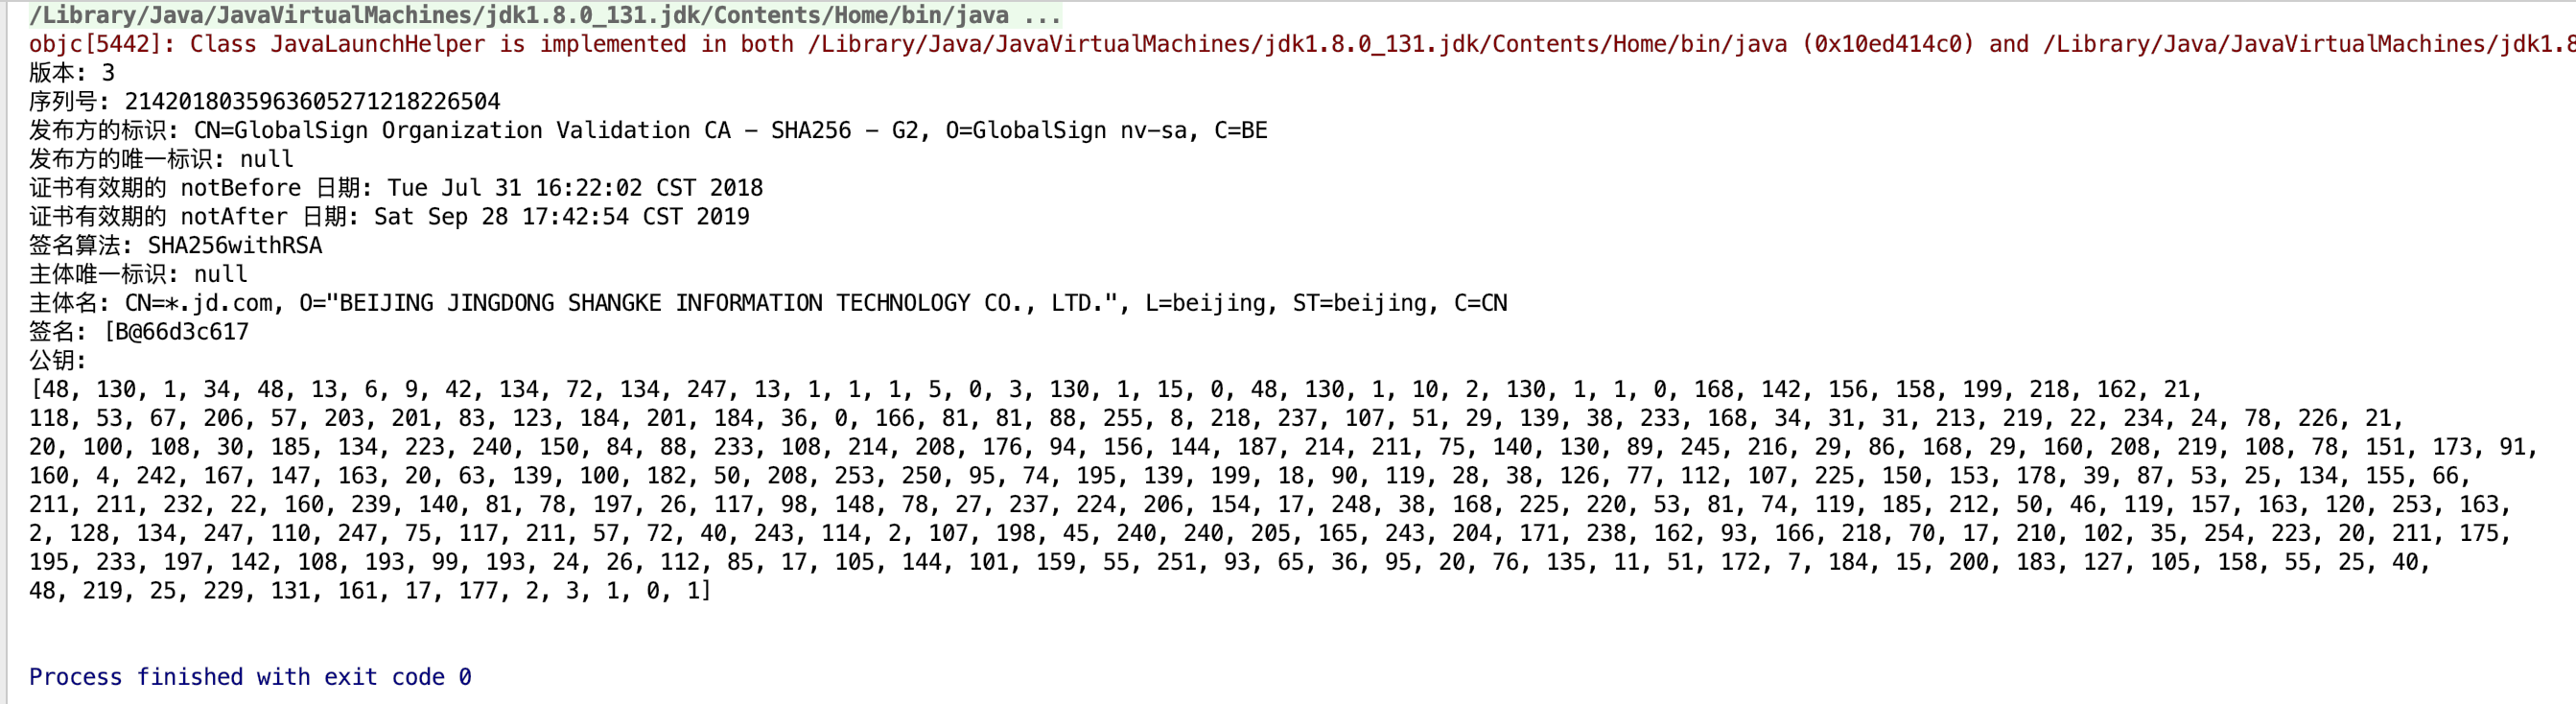 /Library/Java/JavaVirtualMachines/jdk1.8.0_131.jdk/Contents/Home/bin/java ...
objc[5442]: Class JavaLaunchHelper is implemented in both /Library/Java/JavaVirtualMachines/jdk1.8.0_131.jdk/Contents/Home/bin/java (0x10ed414c0) and /Library/Java/JavaVirtualMachines/jdk1.8
版本: 3
序列号: 21420180359636052712182​26504
发布方的标识: CN=GlobalSign Organization Validation CA - SHA256 - G2, O=GlobalSign nv-sa, C=BE
发布方的唯一标识: null
证书有效期的 notBefore 日期: Tue Jul 31 16:22:02 CST 2018
证书有效期的 notAfter 日期: Sat Sep 28 17:42:54 CST 2019
签名算法: SHA256withRSA
主体唯一标识: null
主体名: CN=*.jd.com, O="BEIJING JINGDONG SHANGKE INFORMATION TECHNOLOGY CO., LTD.", L=beijing, ST=beijing, C=CN
签名: [B@66d3c617
公钥:
[48, 130, 1, 34, 48, 13, 6, 9, 42, 134, 72, 134, 247, 13, 1, 1, 1, 5, 0, 3, 130, 1, 15, 0, 48, 130, 1, 10, 2, 130, 1, 1, 0, 168, 142, 156, 158, 199, 218, 162, 21,
118, 53, 67, 206, 57, 203, 201, 83, 123, 184, 201, 184, 36, 0, 166, 81, 81, 88, 255, 8, 218, 237, 107, 51, 29, 139, 38, 233, 168, 34, 31, 31, 213, 219, 22, 234, 24, 78, 226, 21,
20, 100, 108, 30, 185, 134, 223, 240, 150, 84, 88, 233, 108, 214, 208, 176, 94, 156, 144, 187, 214, 211, 75, 140, 130, 89, 245, 216, 29, 86, 168, 29, 160, 208, 219, 108, 78, 151, 173, 91,
160, 4, 242, 167, 147, 163, 20, 63, 139, 100, 182, 50, 208, 253, 250, 95, 74, 195, 139, 199, 18, 90, 119, 28, 38, 126, 77, 112, 107, 225, 150, 153, 178, 39, 87, 53, 25, 134, 155, 66,
211, 211, 232, 22, 160, 239, 140, 81, 78, 197, 26, 117, 98, 148, 78, 27, 237, 224, 206, 154, 17, 248, 38, 168, 225, 220, 53, 81, 74, 119, 185, 212, 50, 46, 119, 157, 163, 120, 253, 163,
2, 128, 134, 247, 110, 247, 75, 117, 211, 57, 72, 40, 243, 114, 2, 107, 198, 45, 240, 240, 205, 165, 243, 204, 171, 238, 162, 93, 166, 218, 70, 17, 210, 102, 35, 254, 223, 20, 211, 175,
195, 233, 197, 142, 108, 193, 99, 193, 24, 26, 112, 85, 17, 105, 144, 101, 159, 55, 251, 93, 65, 36, 95, 20, 76, 135, 11, 51, 172, 7, 184, 15, 200, 183, 127, 105, 158, 55, 25, 40,
48, 219, 25, 229, 131, 161, 17, 177, 2, 3, 1, 0, 1]
Process finished with exit code 0